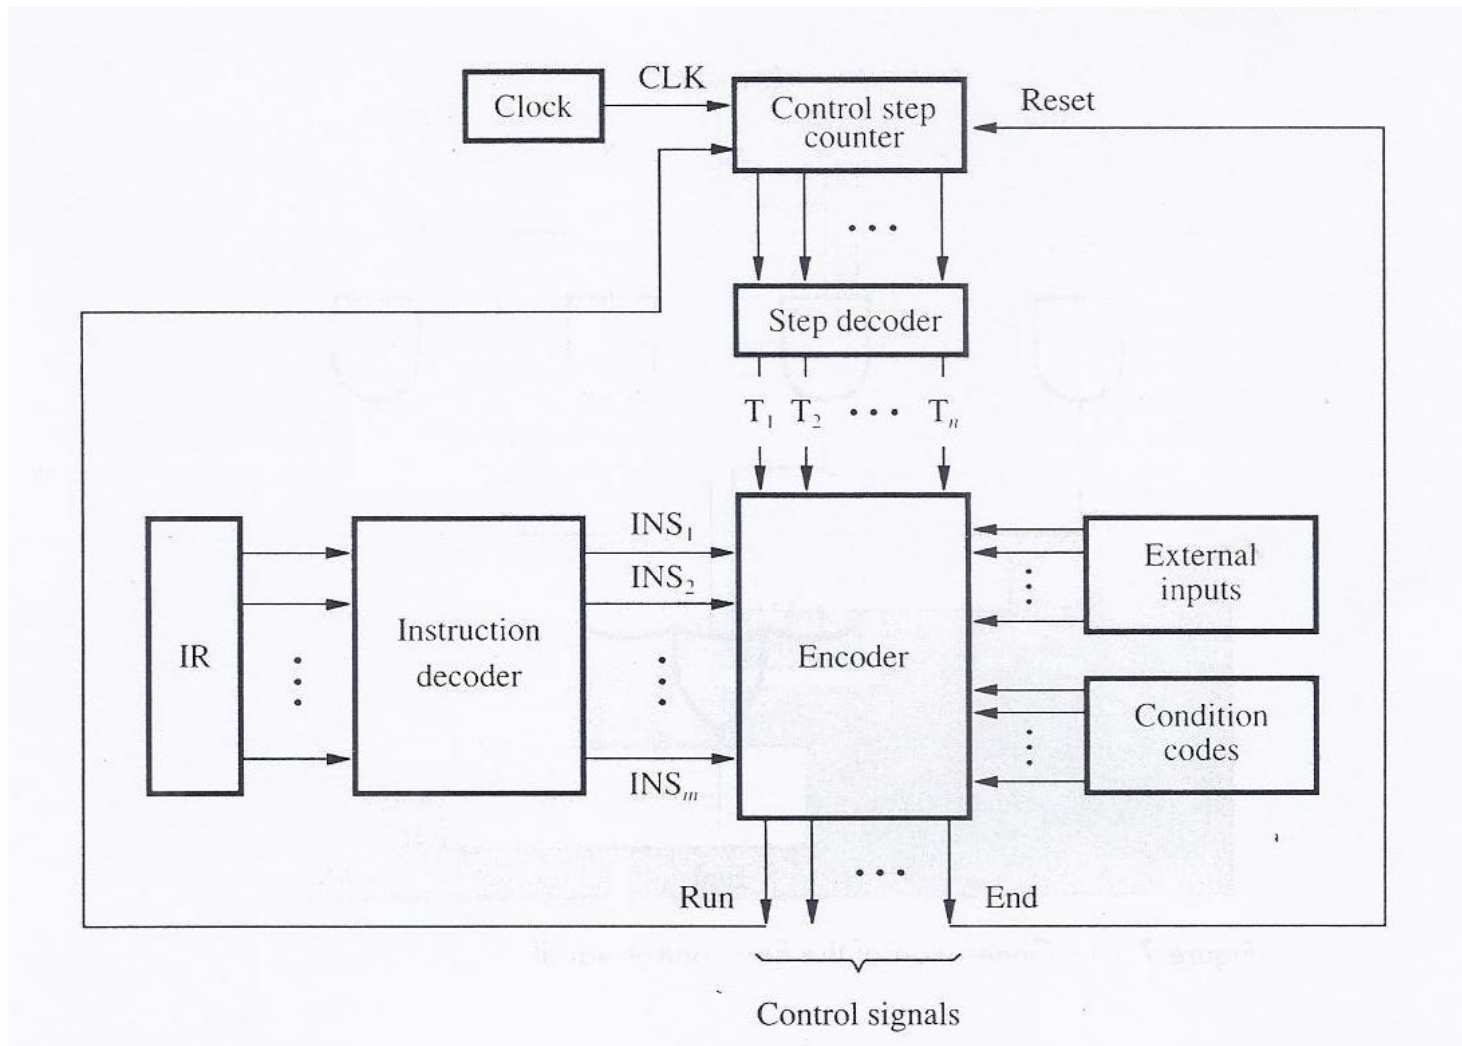 CLK
Clock
Control step
counter
Reset
Step decoder
T₁ T₂ ... Tₙ
INS₁
INS₂
INSₘ
IR
Instruction
decoder
Encoder
External
inputs
Condition
codes
Run
End
Control signals